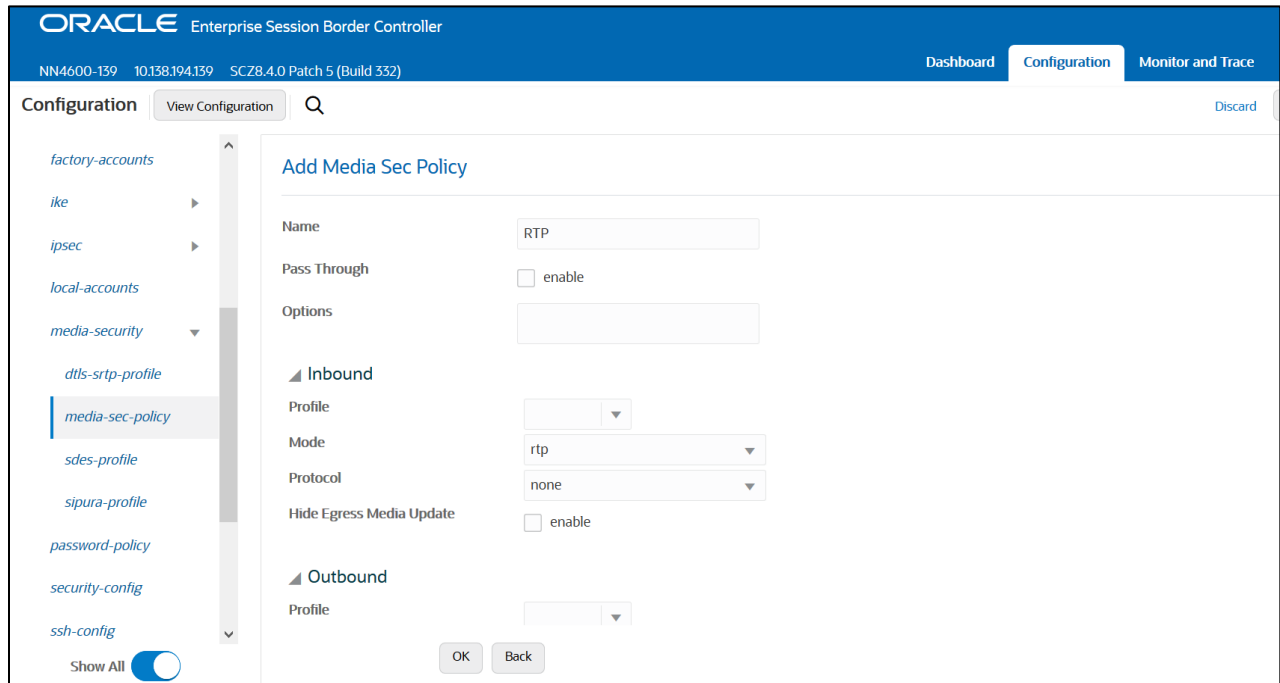 ORACLE Enterprise Session Border Controller
NN4600-139 10.138.194.139 SCZ8.4.0 Patch 5 (Build 332)
Dashboard Configuration Monitor and Trace
Configuration View Configuration Discard
factory-accounts
ike
ipsec
local-accounts
media-security
dtls-srtp-profile
media-sec-policy
sdes-profile
sipura-profile
password-policy
security-config
ssh-config
Show All
Add Media Sec Policy
Name RTP
Pass Through enable
Options
Inbound
Profile
Mode rtp
Protocol none
Hide Egress Media Update enable
Outbound
Profile
OK Back